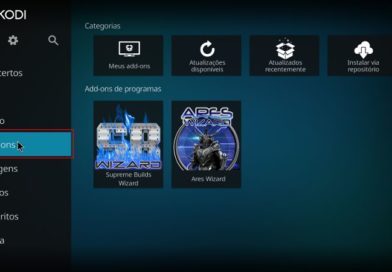 KODI
ertos
o
ons
gens
os
ritos
a
Categorias
Meus add-ons
Atualizações
disponíveis
Atualizados
recentemente
Instalar via
repositório
Add-ons de programas
WIZARD
Supreme Builds
Wizard
ARES
WIZARD
Ares Wizard